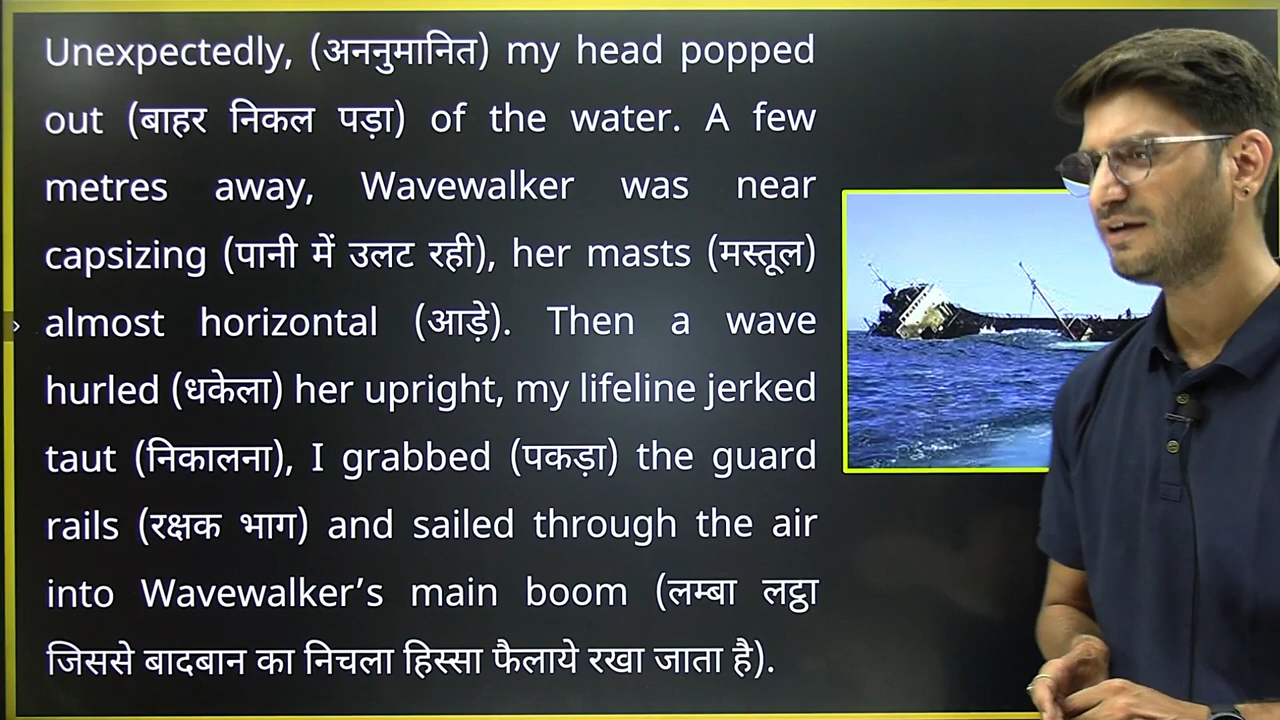 Unexpectedly, (अननुमानित) my head popped
out (बाहर निकल पड़ा) of the water. A few
metres away, Wavewalker was near
capsizing (पानी में उलट रही), her masts (मस्तूल)
almost horizontal (आड़े). Then a wave
hurled (धकेला) her upright, my lifeline jerked
taut (निकालना), I grabbed (पकड़ा) the guard
rails (रक्षक भाग) and sailed through the air
into Wavewalker’s main boom (लम्बा लट्ठा
जिससे बादबान का निचला हिस्सा फैलाये रखा जाता है).